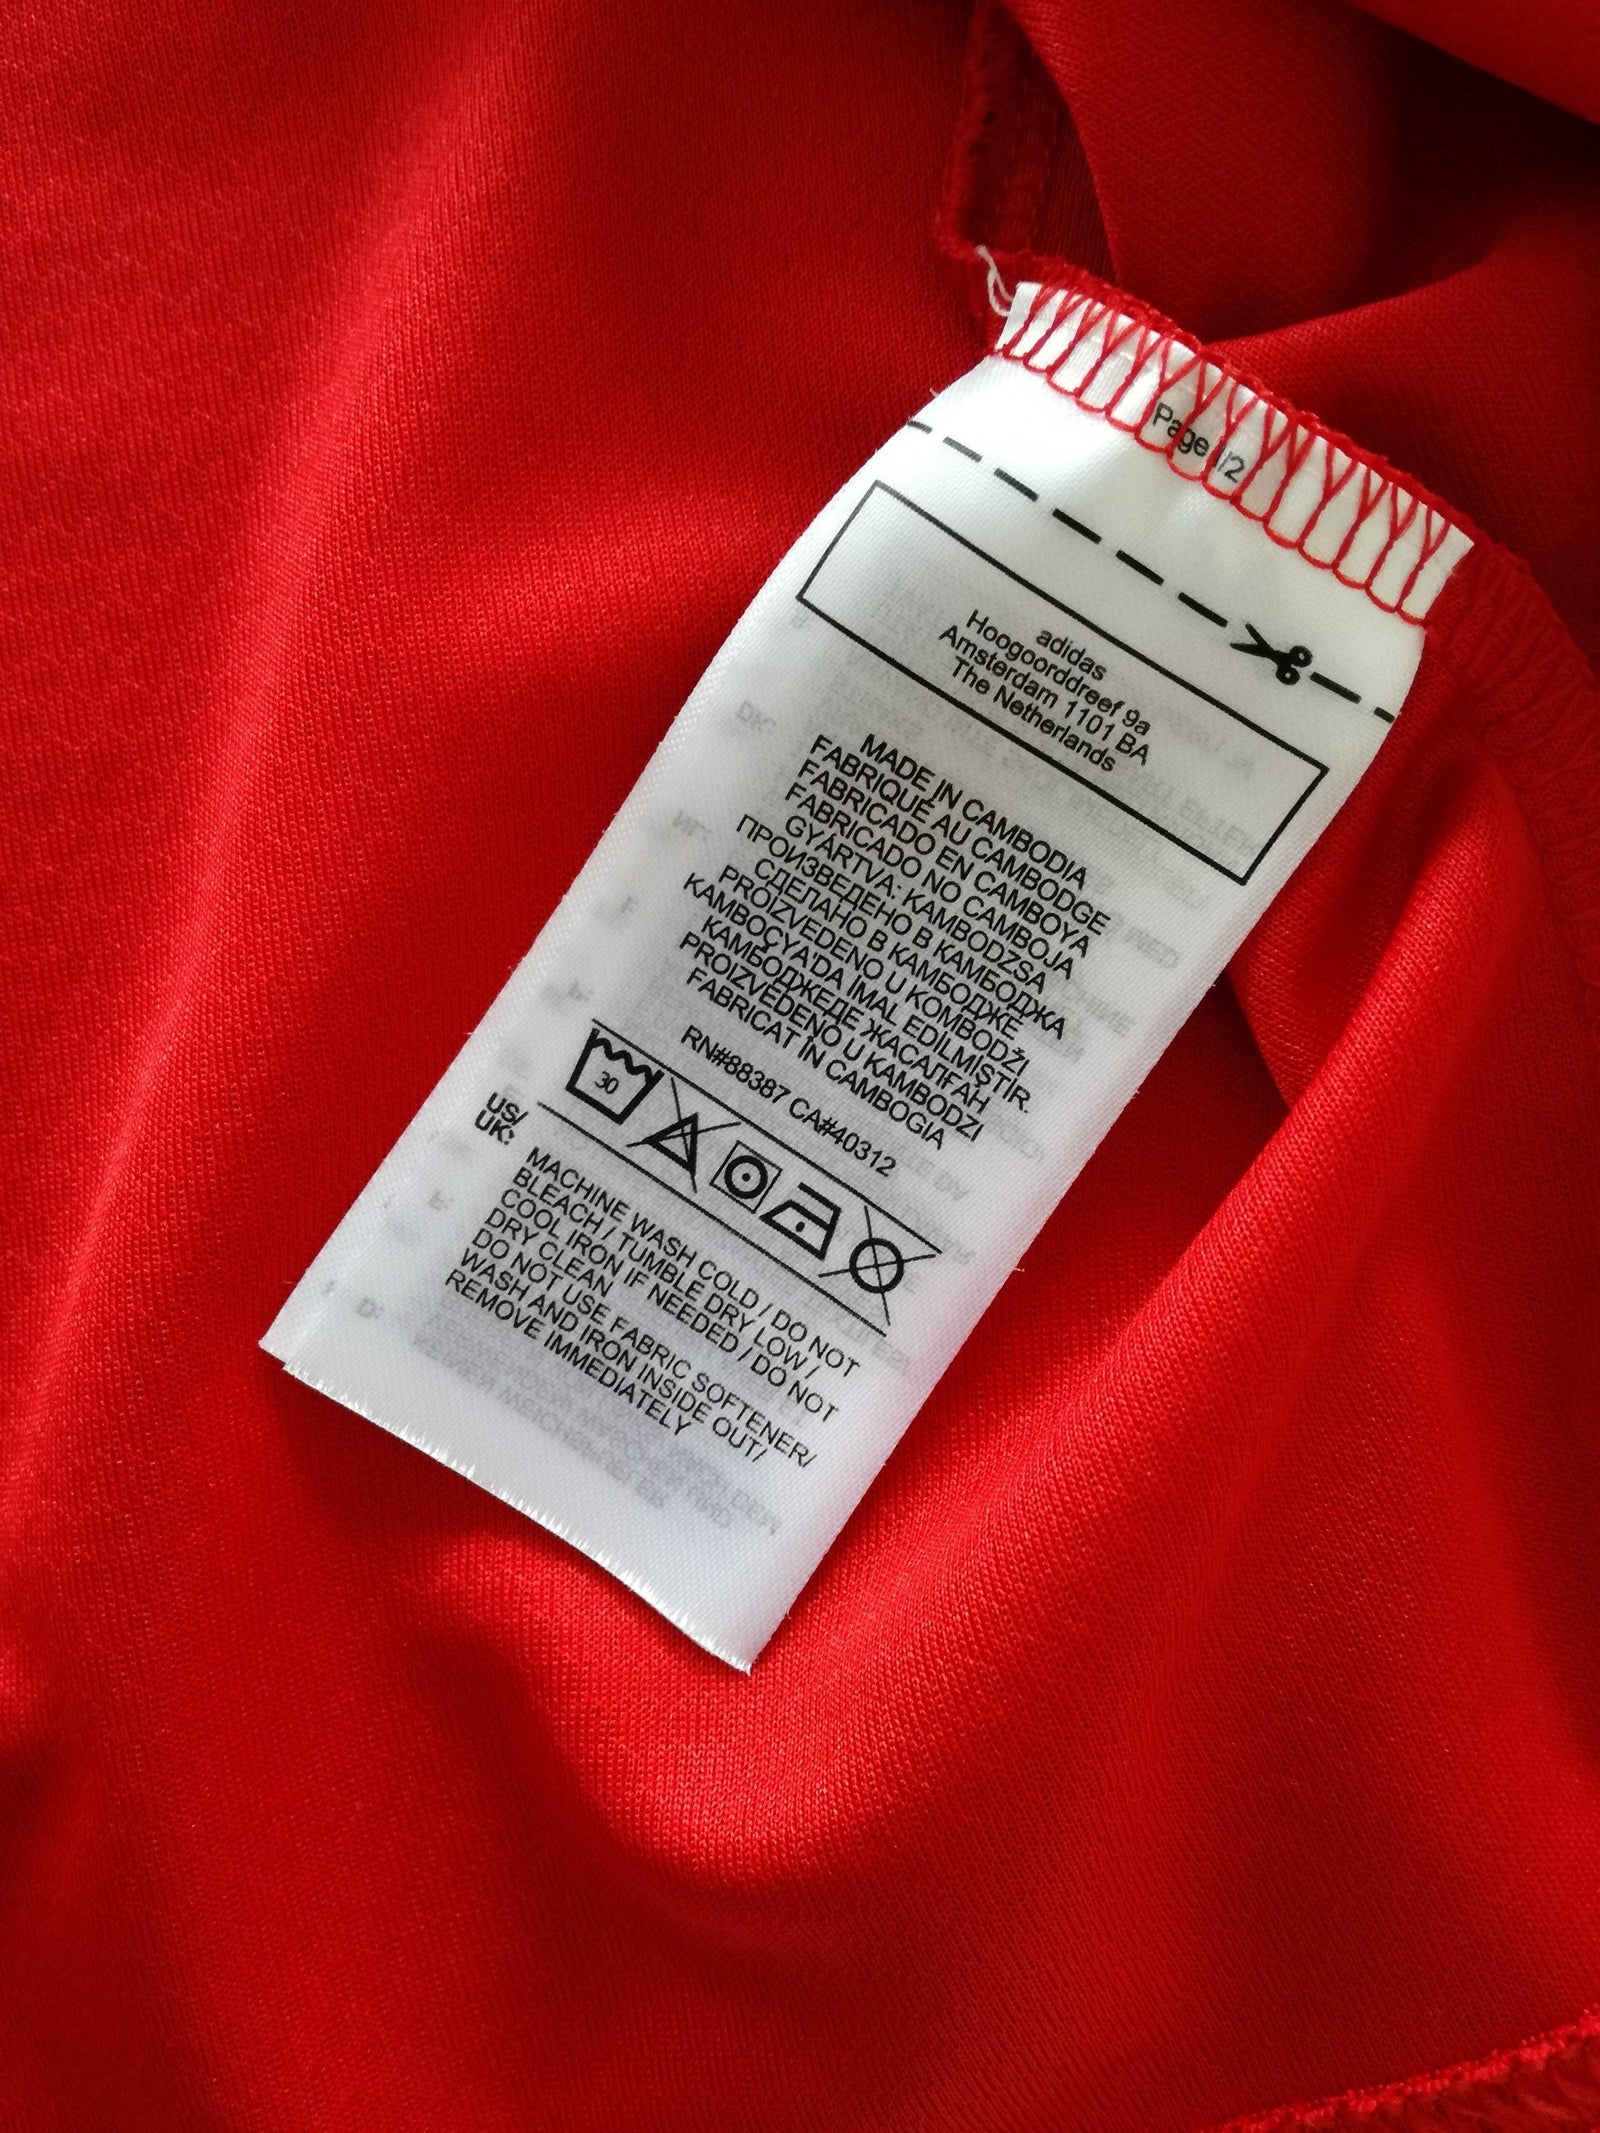 Page /2
adidas
Hoogoorddreef 9a
Amsterdam 1101 BA
The Netherlands
MADE IN CAMBODIA
FABRIQUÉ AU CAMBODGE
FABRICADO EN CAMBOYA
FABRICADO NO CAMBOJA
GYÁRTVA: KAMBODZSA
ПРОИЗВЕДЕНО В КАМБОДЖА
СДЕЛАНО В КАМБОДЖЕ
PROIZVEDENO U KOMBODŽI
KAMBOÇYA'DA İMAL EDİLMİŞTİR.
КАМБОДЖЕДЕ ЖАСАЛҒАН
PROIZVEDENO U KAMBODZI
FABRICAT ÎN CAMBOGIA
RN#88387 CA#40312
30
US/
UK:
MACHINE WASH COLD / DO NOT
BLEACH / TUMBLE DRY LOW /
COOL IRON IF NEEDED / DO NOT
DRY CLEAN
DO NOT USE FABRIC SOFTENER/
WASH AND IRON INSIDE OUT/
REMOVE IMMEDIATELY